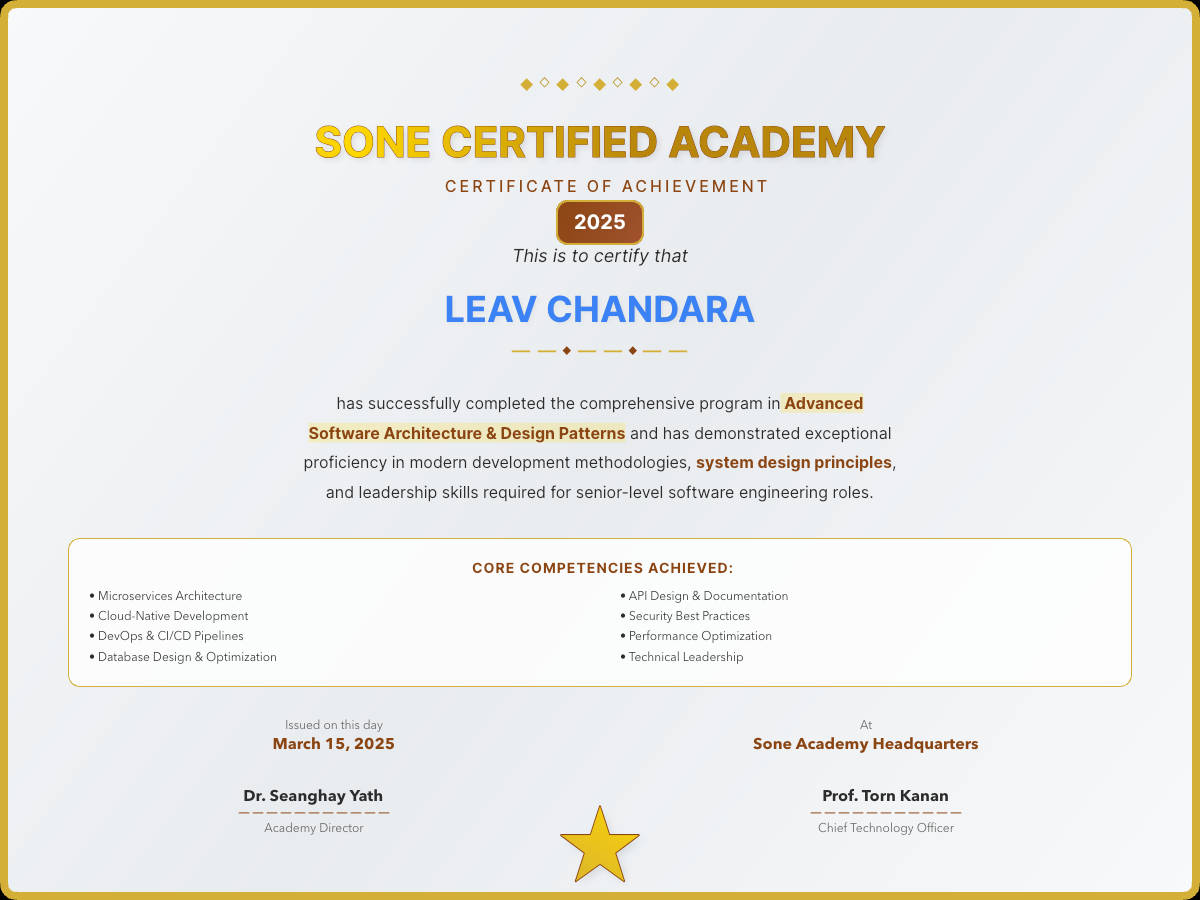 SONE CERTIFIED ACADEMY
CERTIFICATE OF ACHIEVEMENT
2025
This is to certify that
LEAV CHANDARA
has successfully completed the comprehensive program in Advanced
Software Architecture & Design Patterns and has demonstrated exceptional
proficiency in modern development methodologies, system design principles,
and leadership skills required for senior-level software engineering roles.
CORE COMPETENCIES ACHIEVED:
• Microservices Architecture
• Cloud-Native Development
• DevOps & CI/CD Pipelines
• Database Design & Optimization
• API Design & Documentation
• Security Best Practices
• Performance Optimization
• Technical Leadership
Issued on this day
March 15, 2025
At
Sone Academy Headquarters
Dr. Seanghay Yath
Academy Director
Prof. Torn Kanan
Chief Technology Officer